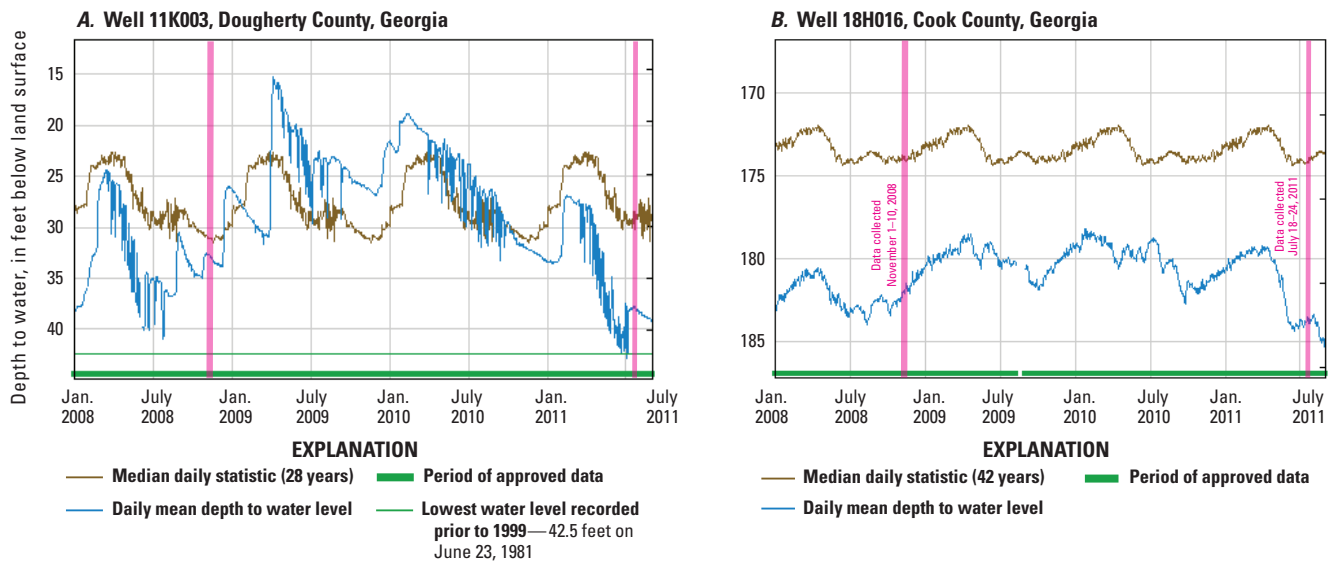 A. Well 11K003, Dougherty County, Georgia
Depth to water, in feet below land surface
15
20
25
30
35
40
Jan. July Jan. July Jan. Jan. July
2008 2008 2009 2009 2010 2011 2011
EXPLANATION
Median daily statistic (28 years)
Daily mean depth to water level
Period of approved data
Lowest water level recorded
prior to 1999—42.5 feet on
June 23, 1981
B. Well 18H016, Cook County, Georgia
170
175
180
185
Data collected
November 1–10, 2008
Data collected
July 18–24, 2011
Jan. July Jan. July Jan. July Jan. July
2008 2008 2009 2009 2010 2010 2011 2011
EXPLANATION
Median daily statistic (42 years)
Daily mean depth to water level
Period of approved data